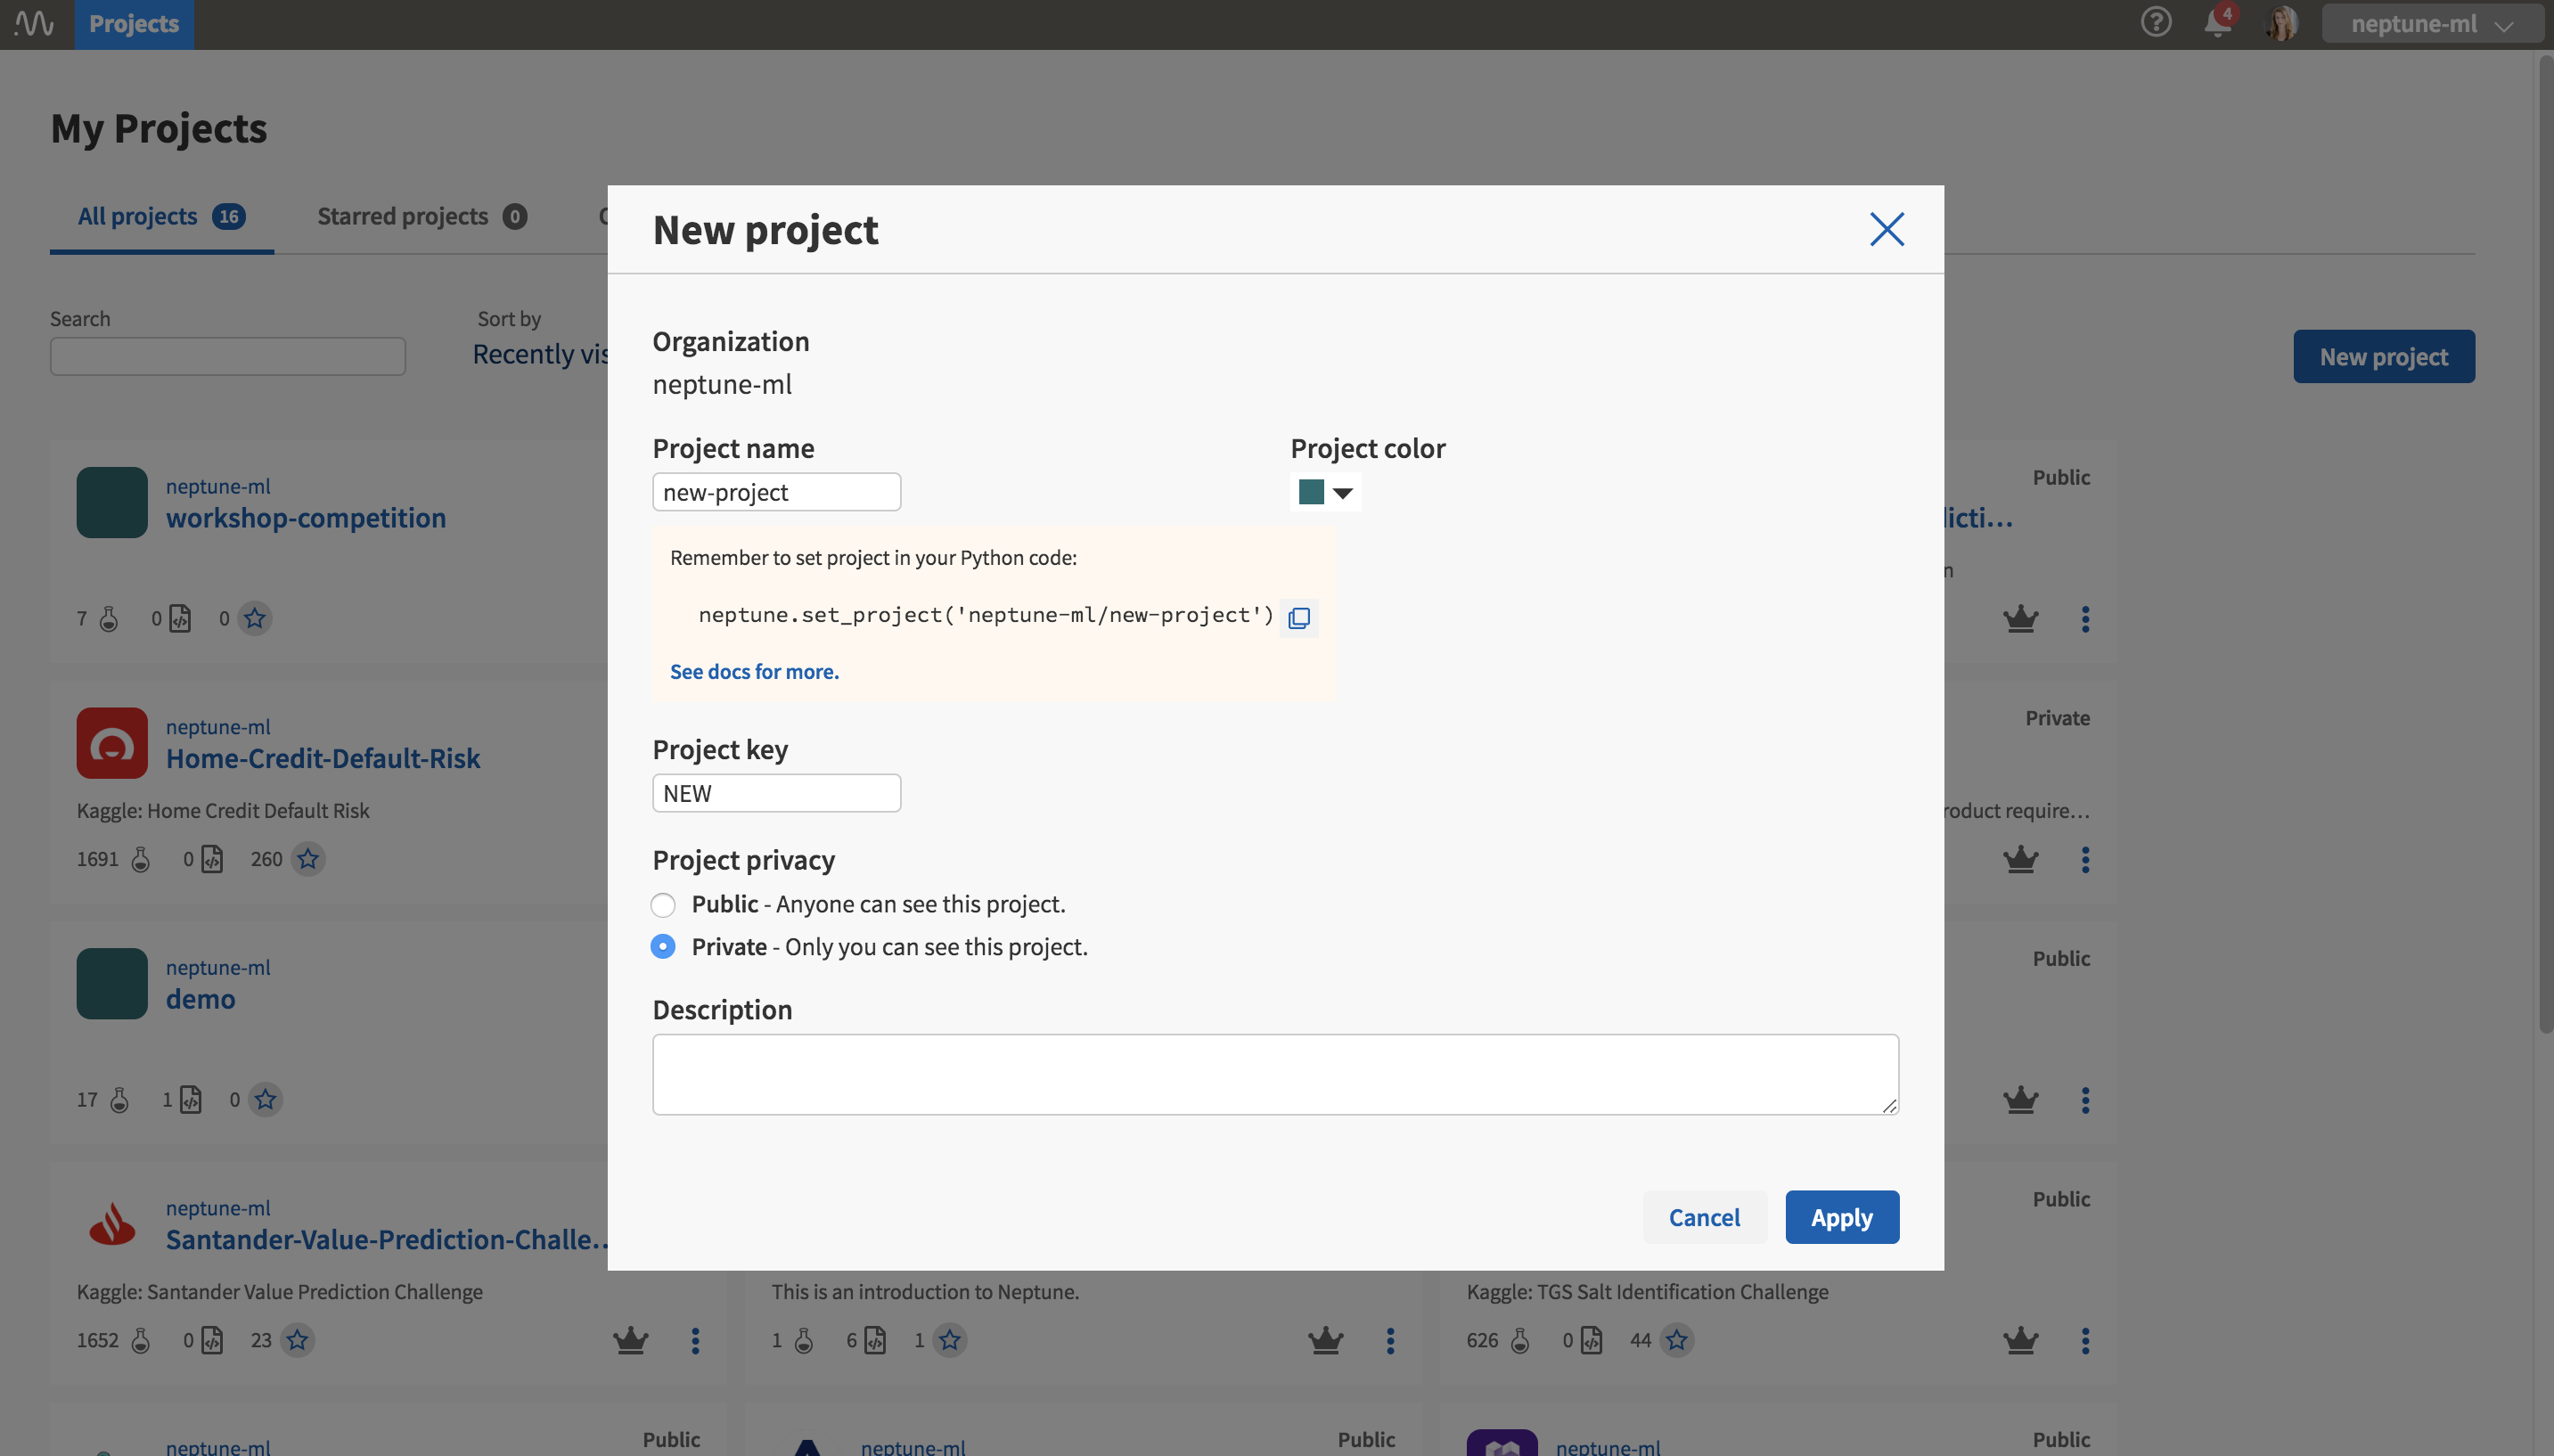 Projects
4
neptune-ml
My Projects
All projects 16
Starred projects 0
Search
Sort by
Recently vis
New project
neptune-ml
workshop-competition
7 0 0
neptune-ml
Home-Credit-Default-Risk
Kaggle: Home Credit Default Risk
1691 0 260
neptune-ml
demo
17 1 0
neptune-ml
Santander-Value-Prediction-Challe..
Kaggle: Santander Value Prediction Challenge
1652 0 23
New project
Organization
neptune-ml
Project name
new-project
Project color
Remember to set project in your Python code:
neptune.set_project('neptune-ml/new-project')
See docs for more.
Project key
NEW
Project privacy
Public - Anyone can see this project.
Private - Only you can see this project.
Description
Cancel
Apply
Public
icti...
n
Private
roduct require...
Public
Public
This is an introduction to Neptune.
1 6 1
Kaggle: TGS Salt Identification Challenge
626 0 44
neptune-ml
Public
neptune-ml
Public
neptune-ml
Public